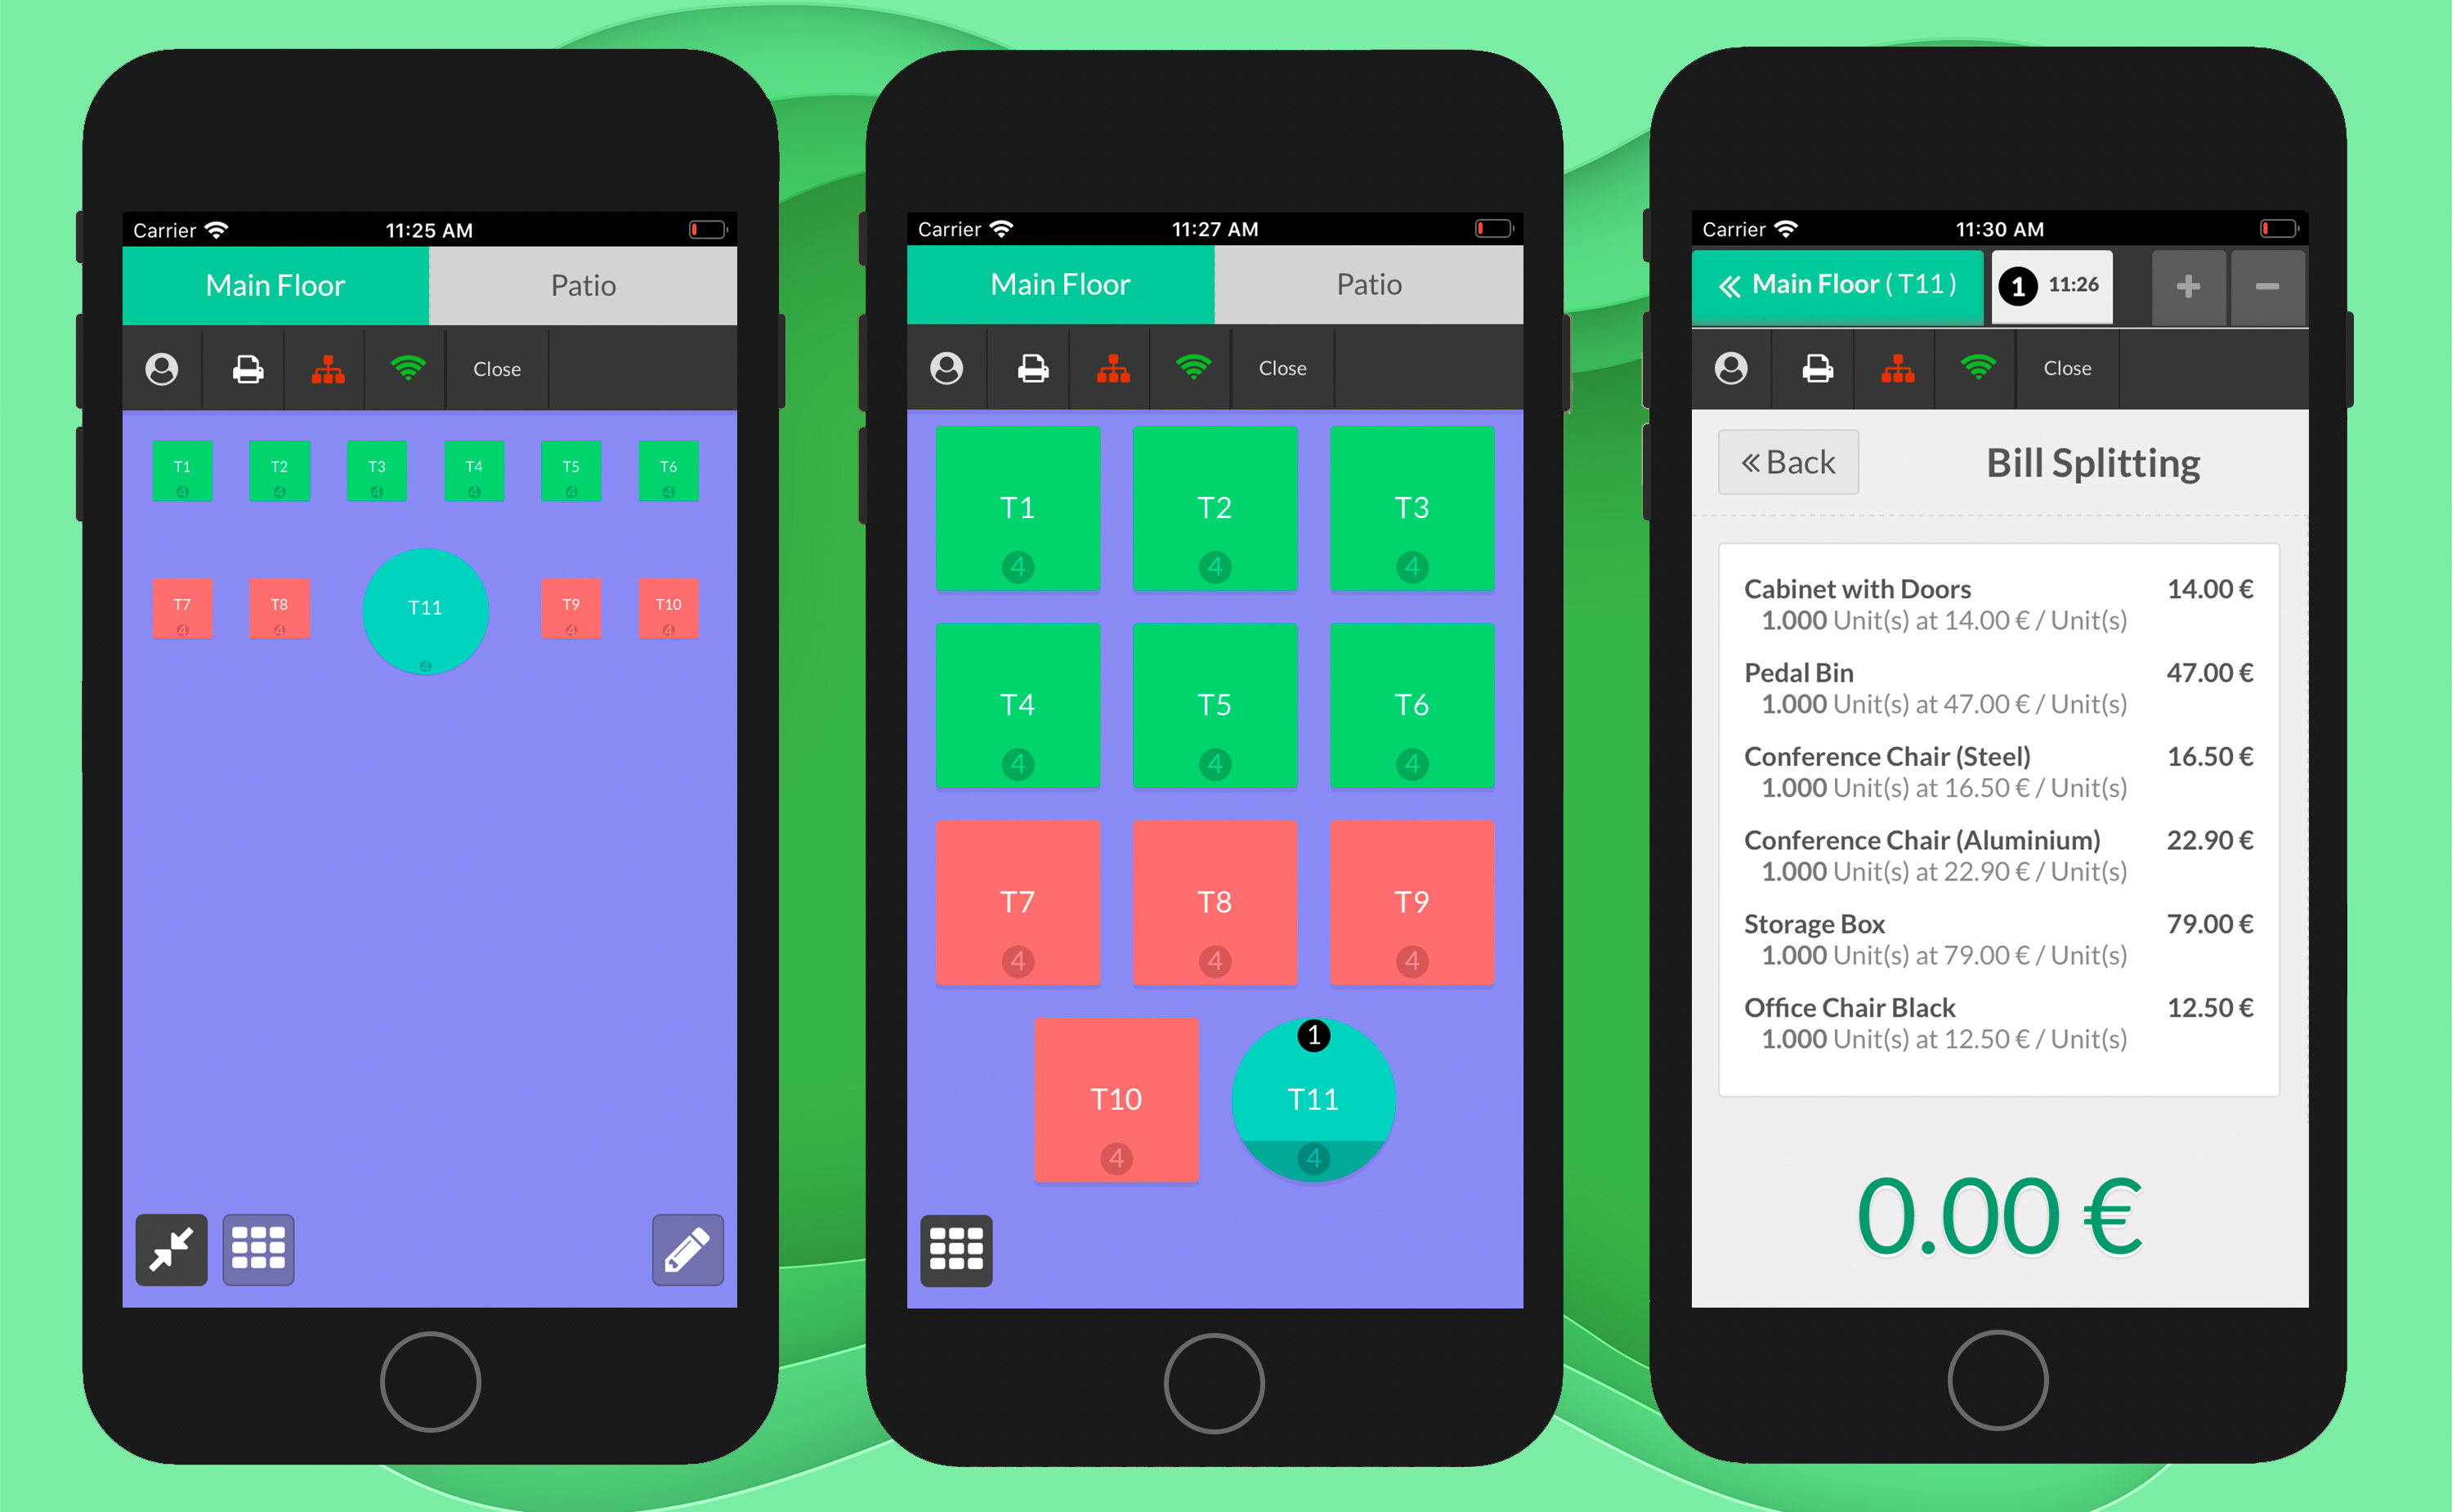 Carrier 11:25 AM
Main Floor Patio
Close
T1 T2 T3 T4 T5 T6
4 4 4 4 4 4
T7 T8 T11 T9 T10
4 4 4 4
4
Carrier 11:27 AM
Main Floor Patio
Close
T1 T2 T3
4 4 4
T4 T5 T6
4 4 4
T7 T8 T9
4 4 4
1
T10 T11
4 4
Carrier 11:30 AM
« Main Floor ( T11 ) 1 11:26 + −
Close
« Back Bill Splitting
Cabinet with Doors 14.00 €
1.000 Unit(s) at 14.00 € / Unit(s)
Pedal Bin 47.00 €
1.000 Unit(s) at 47.00 € / Unit(s)
Conference Chair (Steel) 16.50 €
1.000 Unit(s) at 16.50 € / Unit(s)
Conference Chair (Aluminium) 22.90 €
1.000 Unit(s) at 22.90 € / Unit(s)
Storage Box 79.00 €
1.000 Unit(s) at 79.00 € / Unit(s)
Office Chair Black 12.50 €
1.000 Unit(s) at 12.50 € / Unit(s)
0.00 €